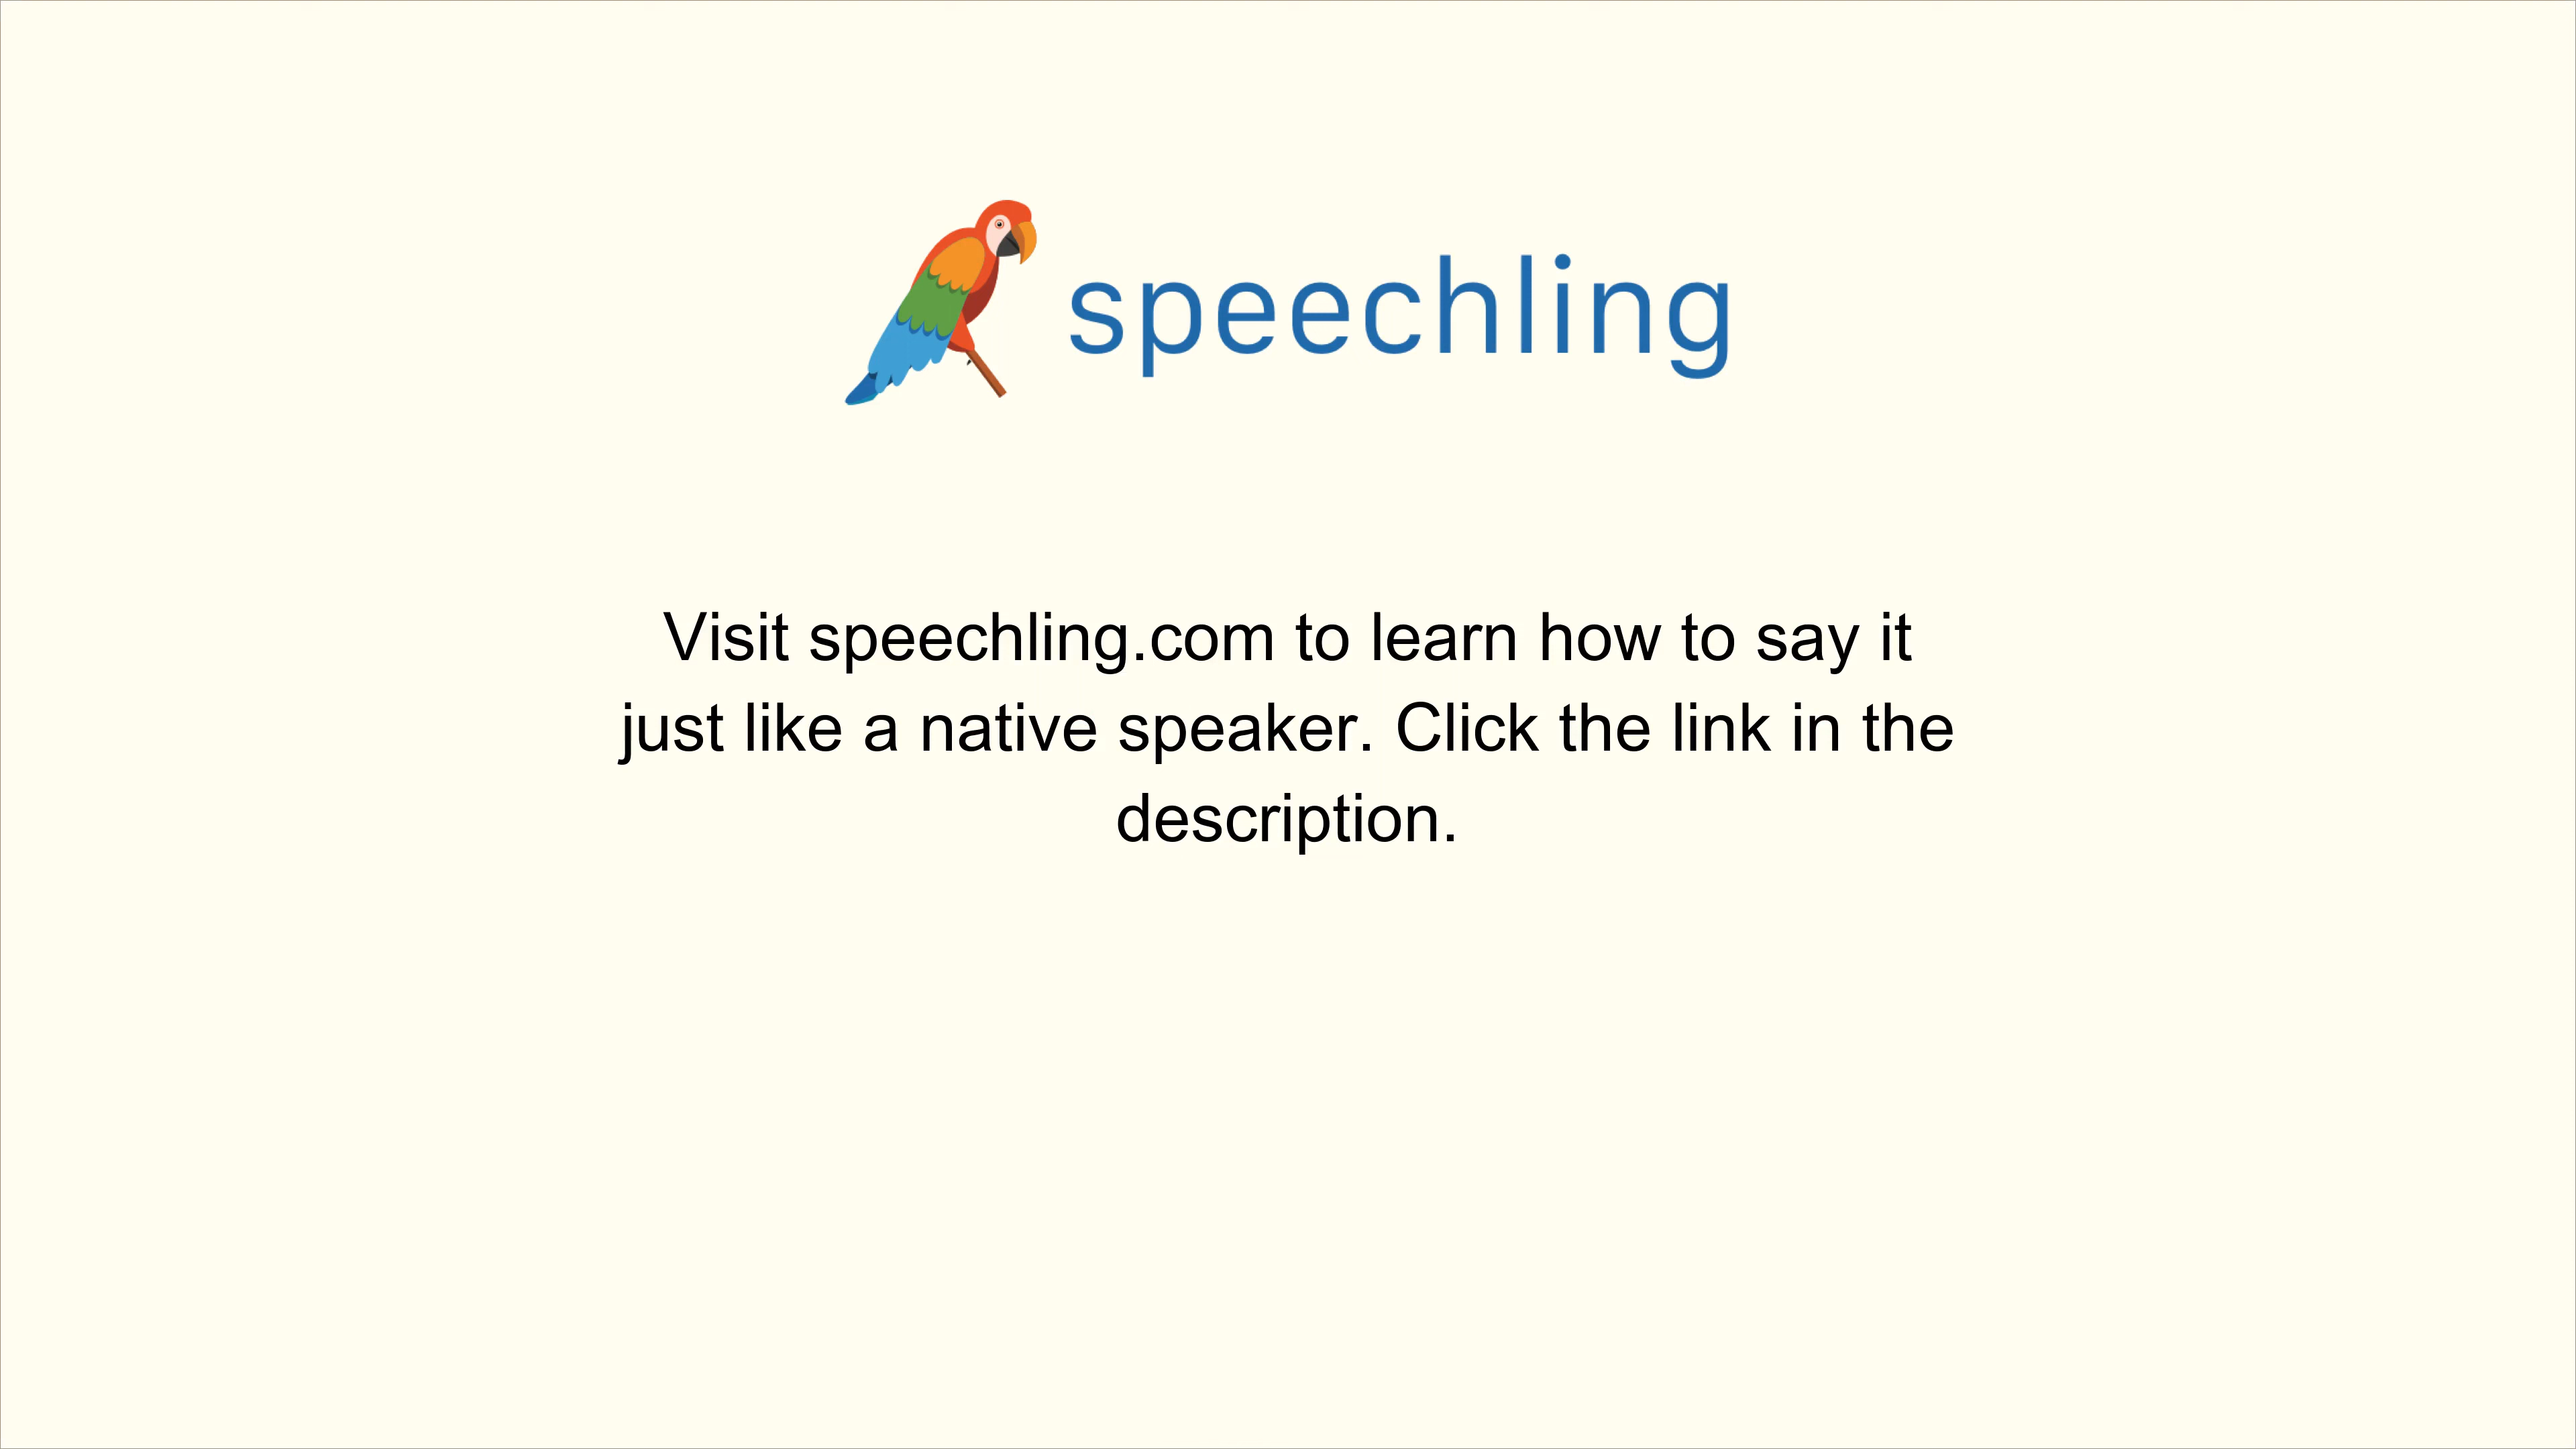 speechling
Visit speechling.com to learn how to say it
just like a native speaker. Click the link in the
description.